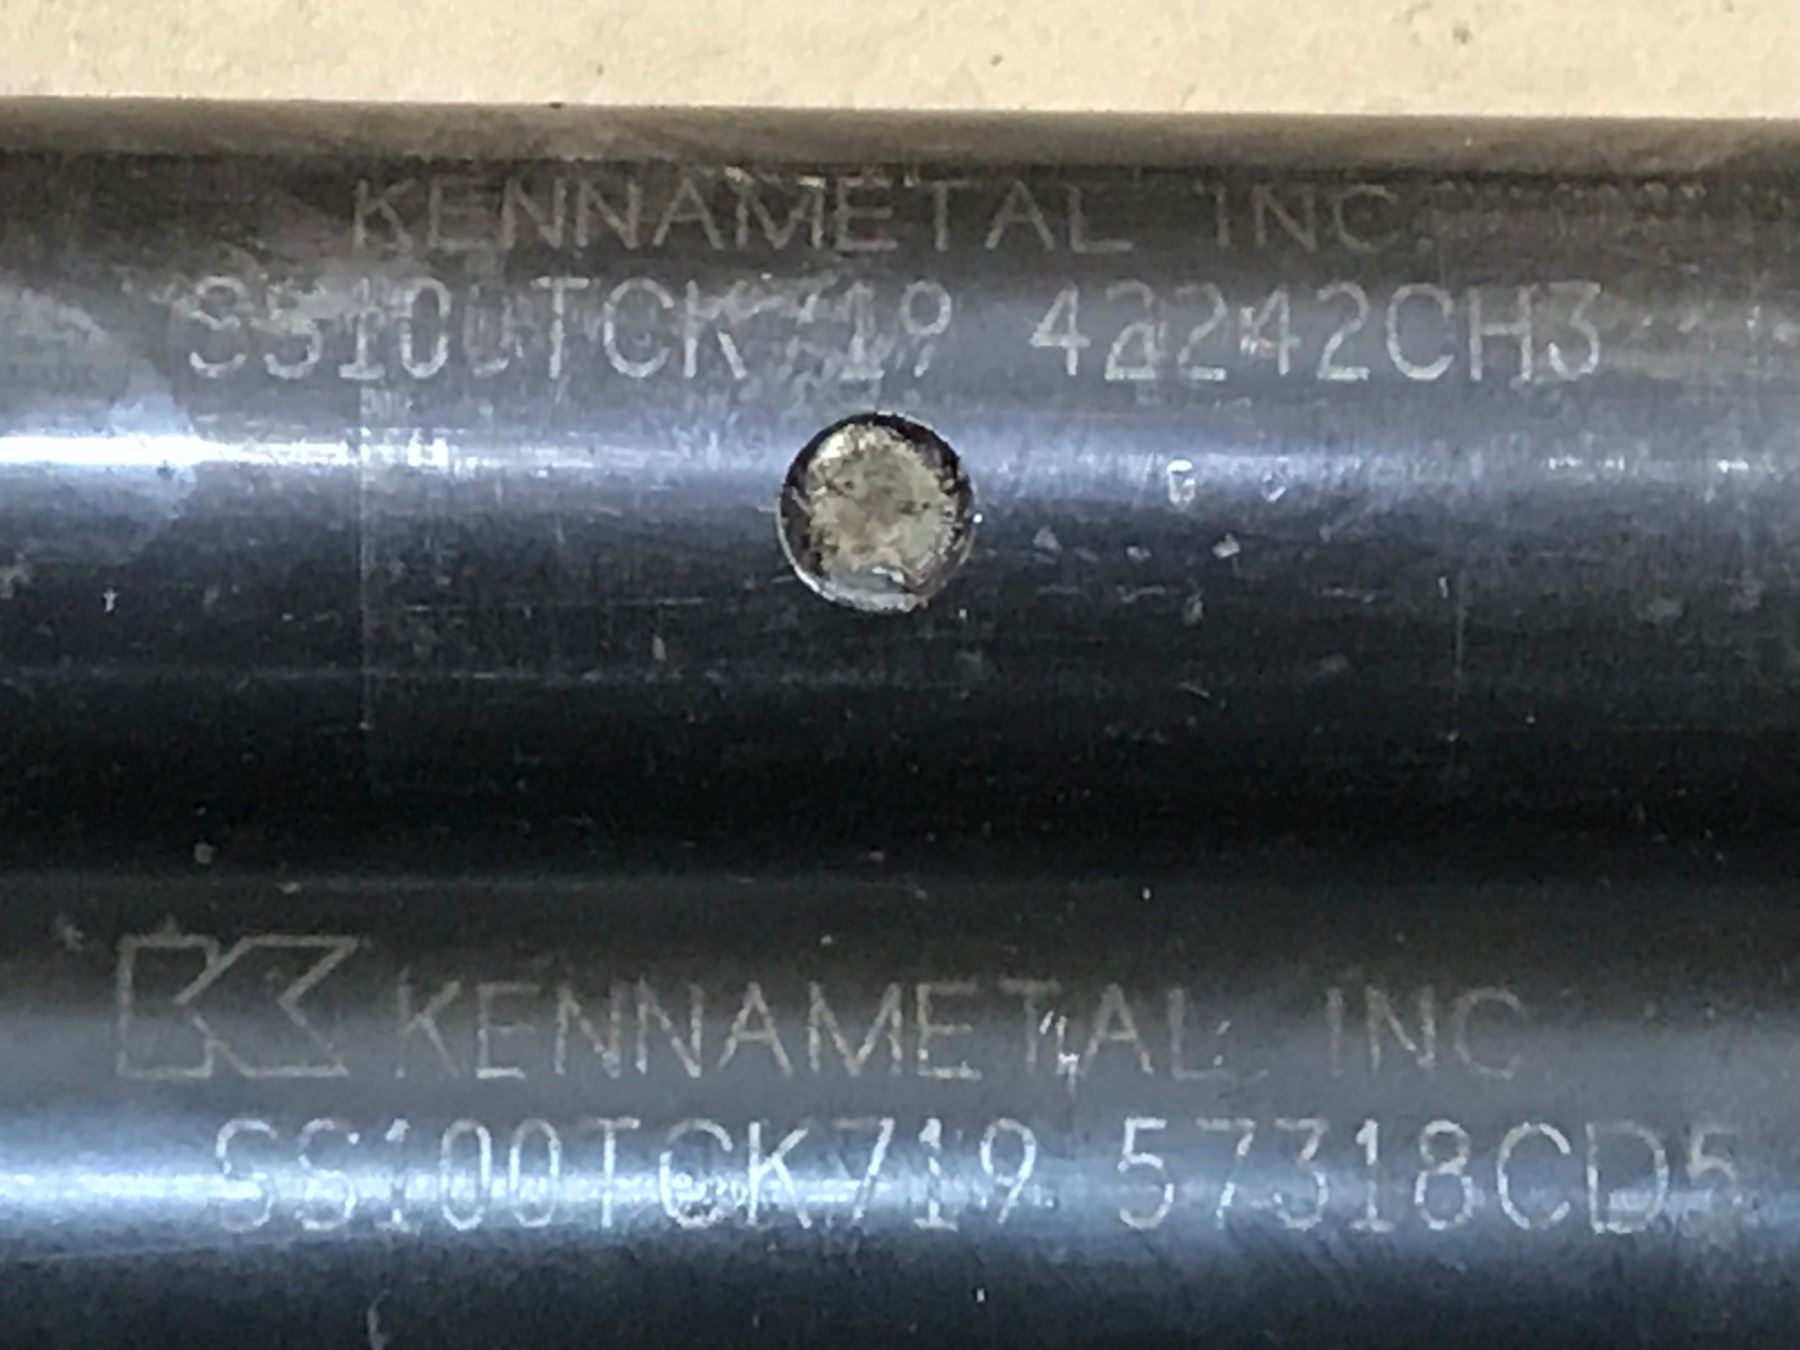 KENNAMETAL INC
SS100TCK719 42242CH3
KENNAMETAL INC
SS100TCK719 57318CD5